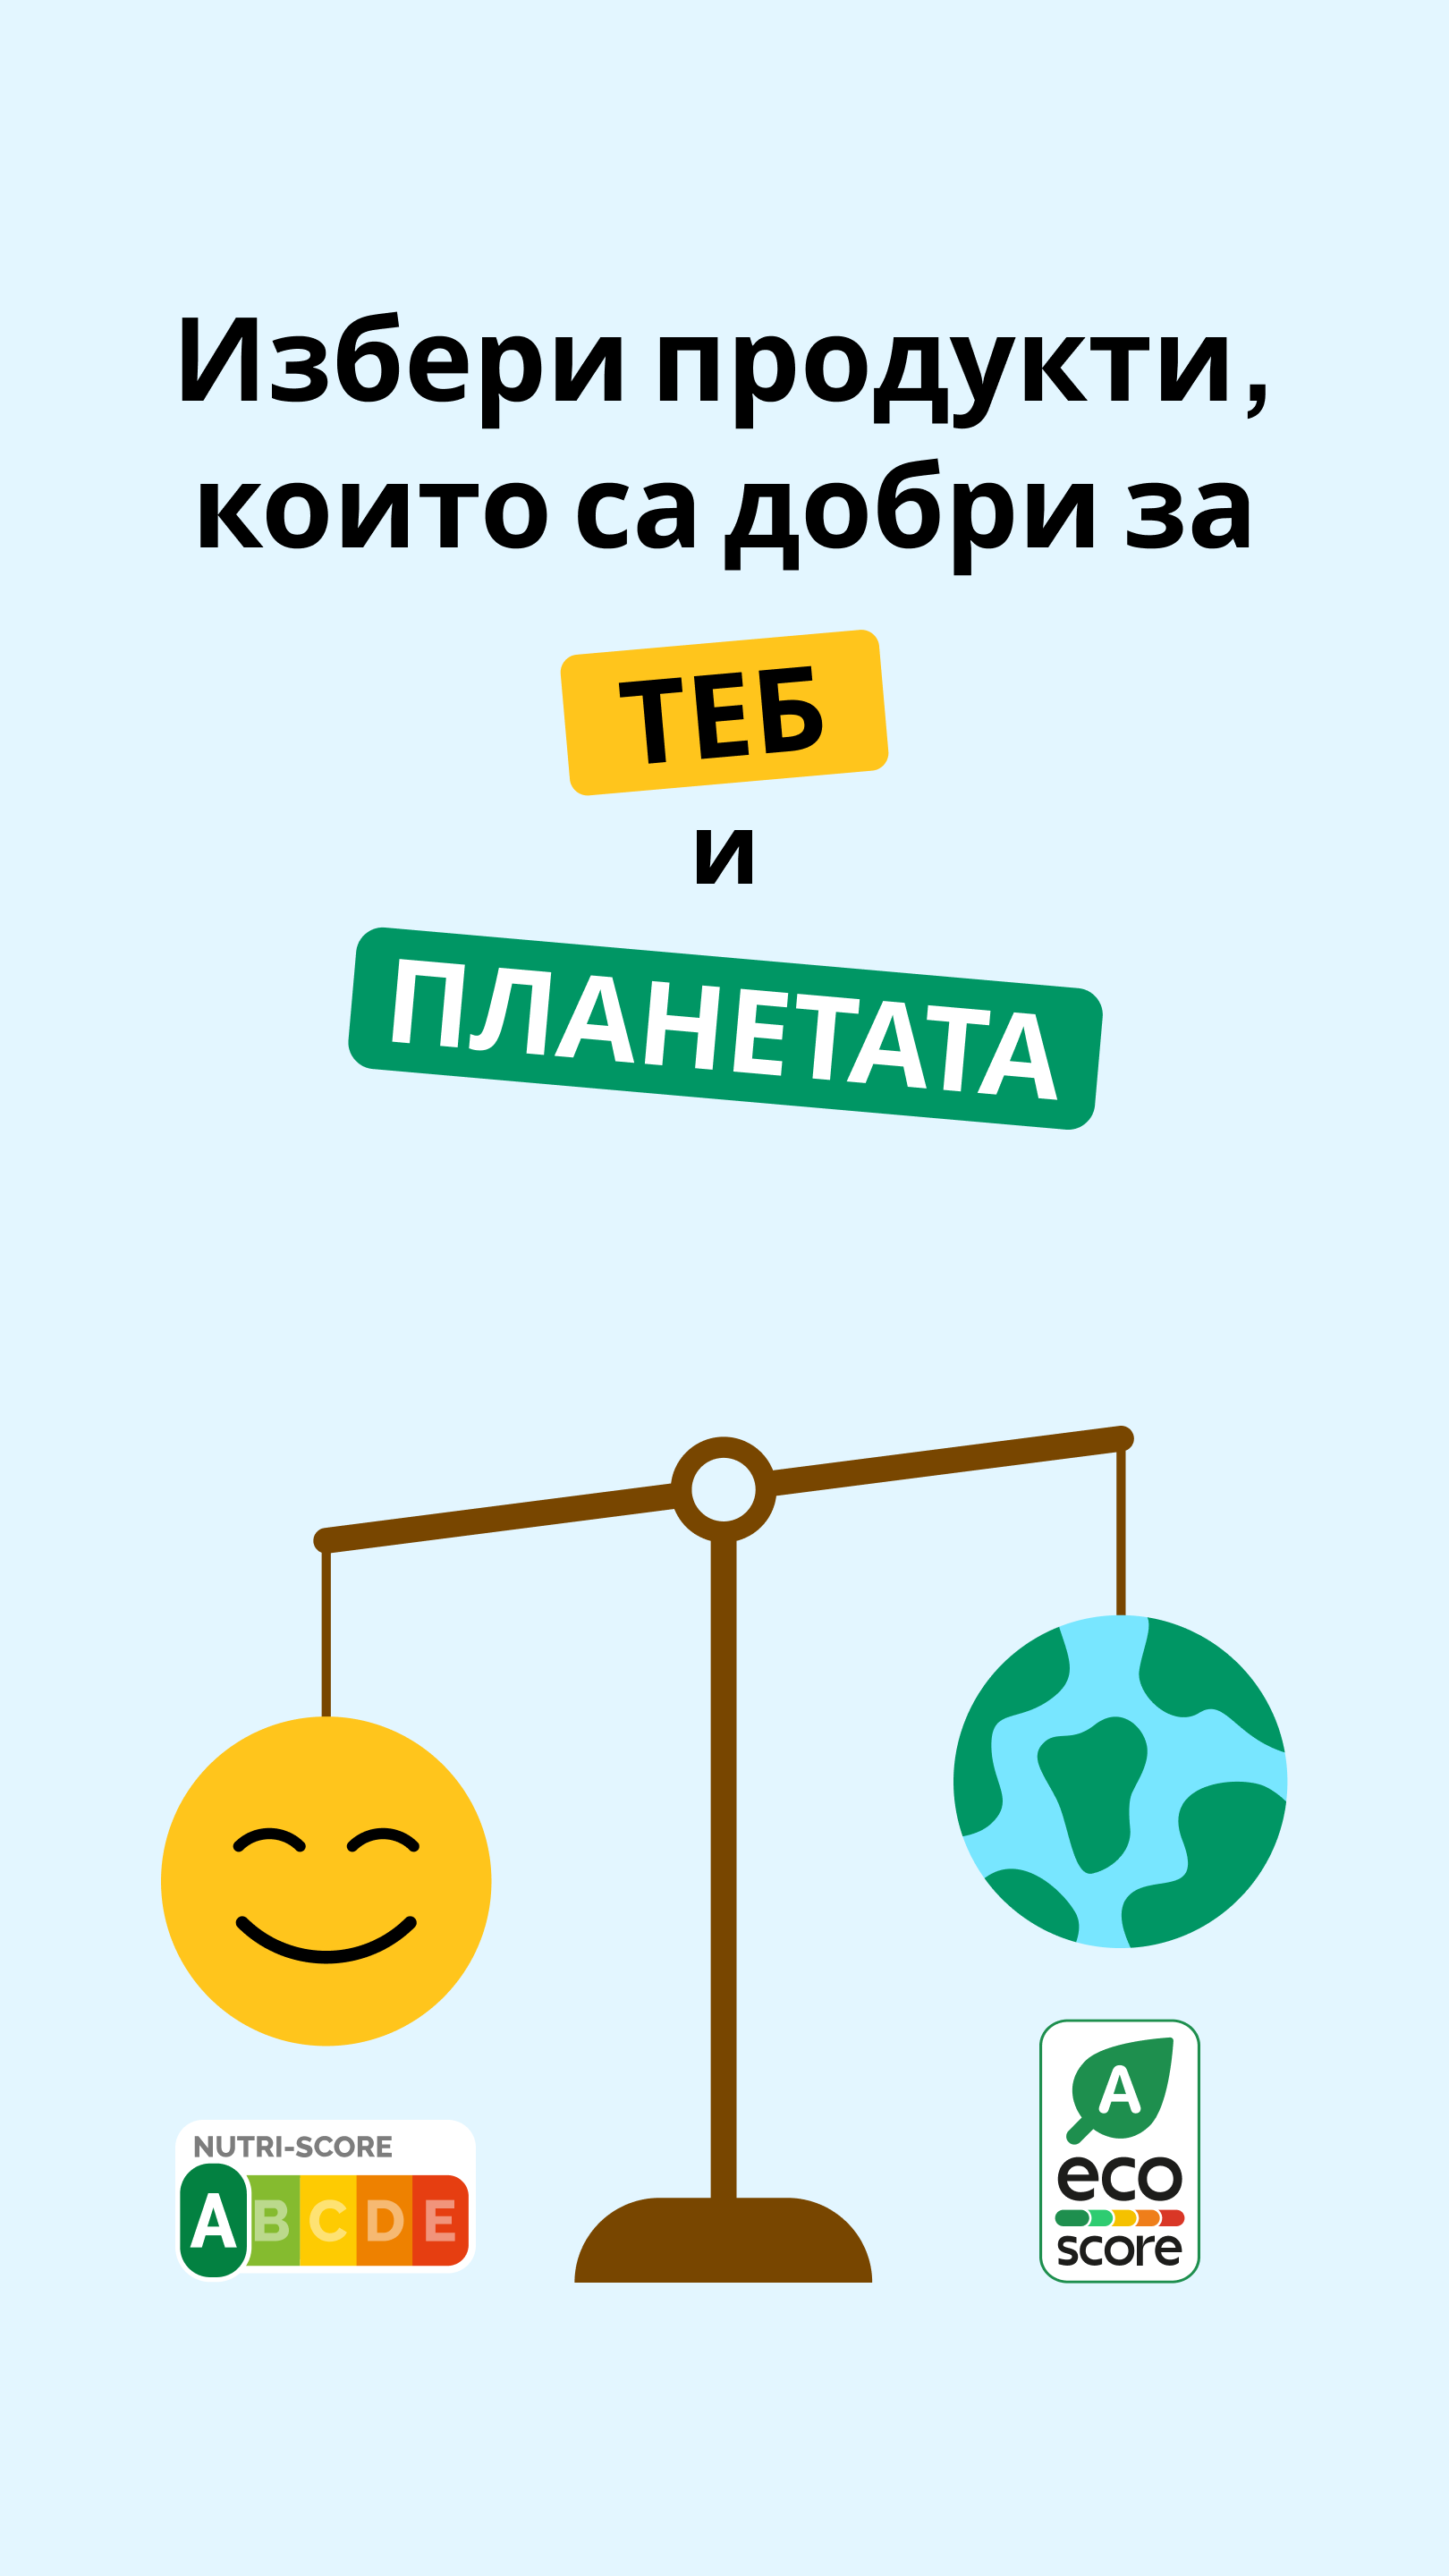 Избери продукти,
които са добри за
ТЕБ
и
ПЛАНЕТАТА
NUTRI-SCORE
A B C D E
A
eco
score